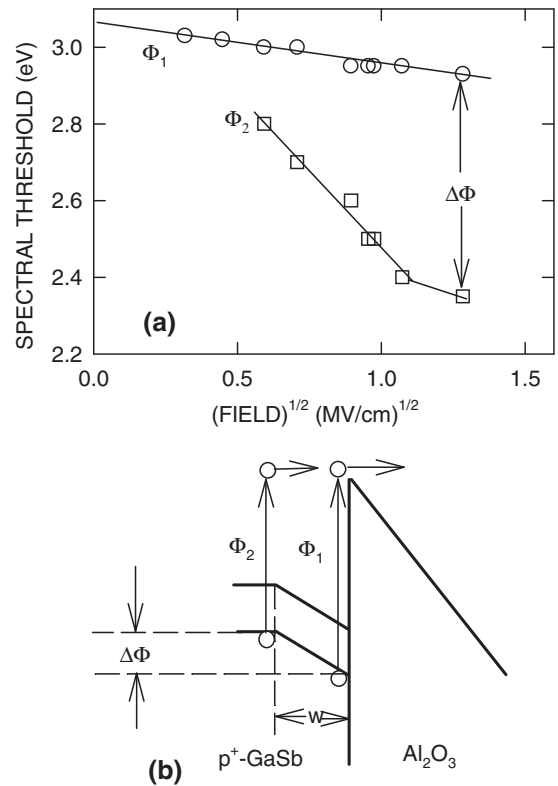 3.0
2.8
2.6
2.4
2.2
SPECTRAL THRESHOLD (eV)
Φ1
Φ2
ΔΦ
(a)
0.0 0.5 1.0 1.5
(FIELD)^1/2 (MV/cm)^1/2
Φ2 Φ1
ΔΦ
w
(b) p+-GaSb Al2O3